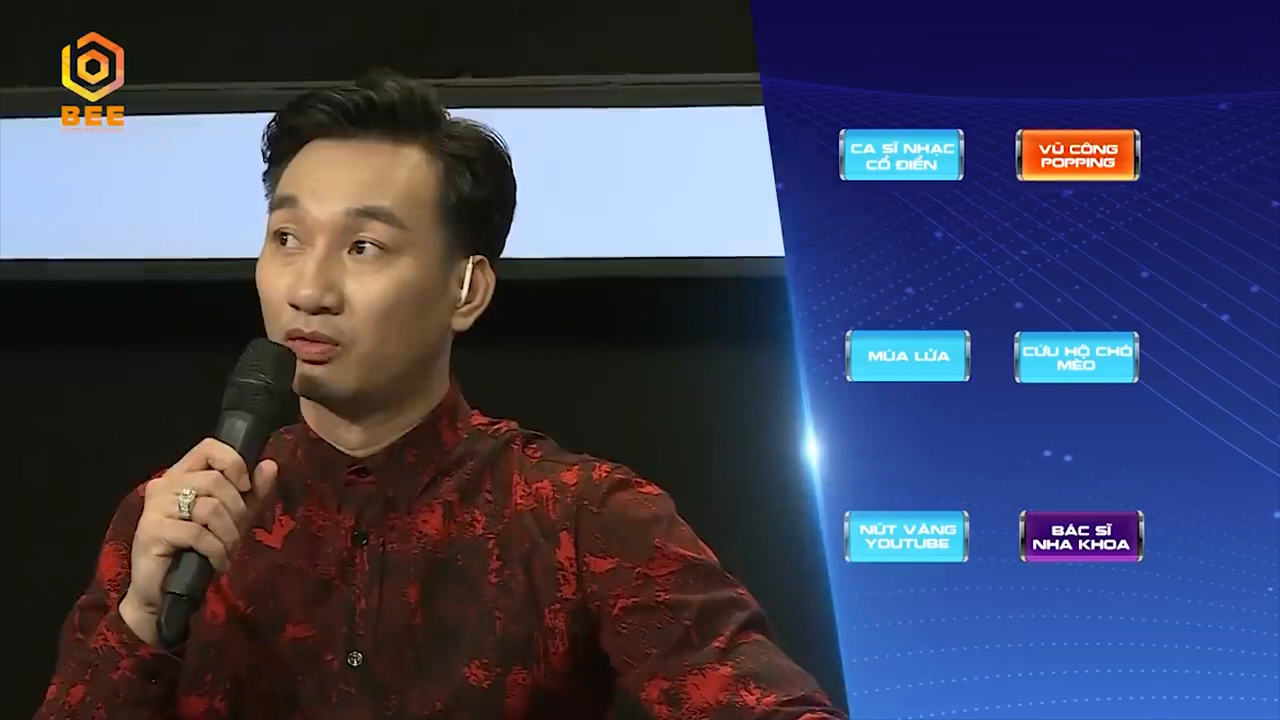 BEE
CA SĨ NHẠC
CỔ ĐIỂN
VŨ CÔNG
POPPING
MÚA LỬA
CỨU HỘ CHÓ
MÈO
NÚT VÀNG
YOUTUBE
BÁC SĨ
NHA KHOA